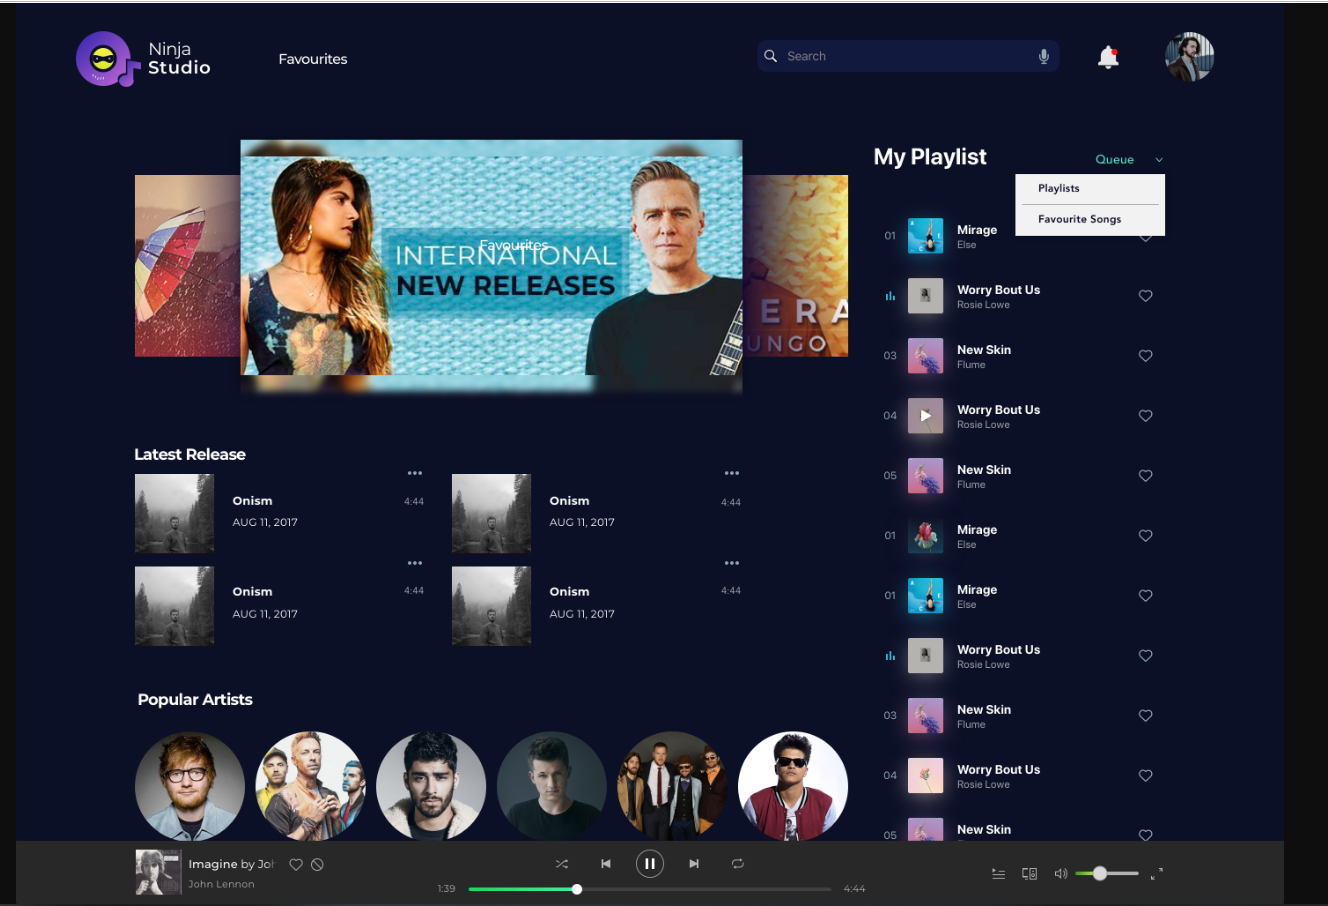 Ninja
Studio
Favourites
Search
My Playlist
Queue
Playlists
Favourite Songs
Favourites
INTERNATIONAL
NEW RELEASES
ERA
UNGO
01
Mirage
Else
Worry Bout Us
Rosie Lowe
03
New Skin
Flume
04
Worry Bout Us
Rosie Lowe
05
New Skin
Flume
01
Mirage
Else
01
Mirage
Else
Worry Bout Us
Rosie Lowe
03
New Skin
Flume
04
Worry Bout Us
Rosie Lowe
05
New Skin
Latest Release
Onism
4:44
AUG 11, 2017
Onism
4:44
AUG 11, 2017
Onism
4:44
AUG 11, 2017
Onism
4:44
AUG 11, 2017
Popular Artists
Imagine by Joh
John Lennon
1:39
4:44